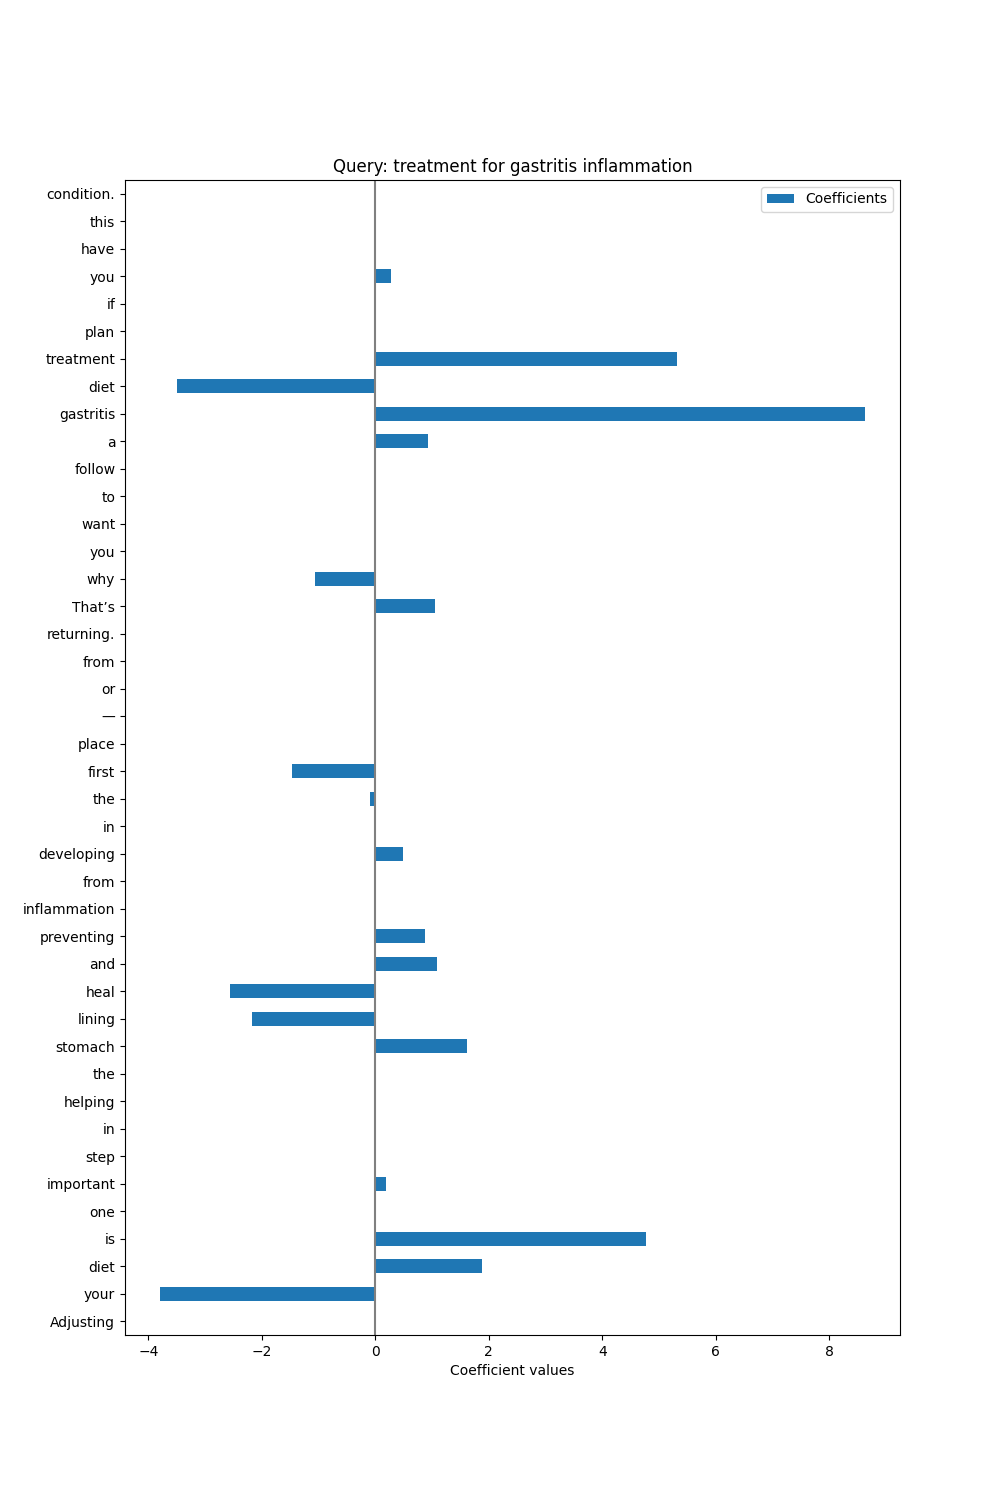 Query: treatment for gastritis inflammation
Coefficients
condition.
this
have
you
if
plan
treatment
diet
gastritis
a
follow
to
want
you
why
That’s
returning.
from
or
—
place
first
the
in
developing
from
inflammation
preventing
and
heal
lining
stomach
the
helping
in
step
important
one
is
diet
your
Adjusting
−4 −2 0 2 4 6 8
Coefficient values